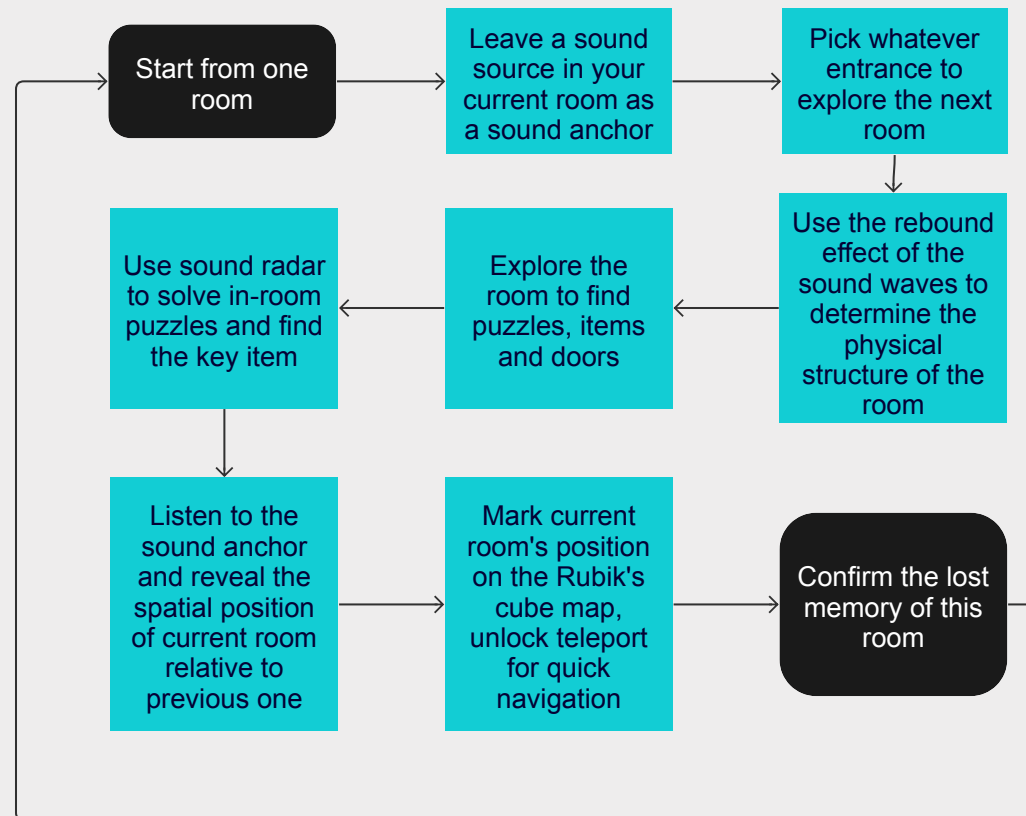 Start from one
room
Leave a sound
source in your
current room as
a sound anchor
Pick whatever
entrance to
explore the next
room
Use the rebound
effect of the
sound waves to
determine the
physical
structure of the
room
Explore the
room to find
puzzles, items
and doors
Use sound radar
to solve in-room
puzzles and find
the key item
Listen to the
sound anchor
and reveal the
spatial position
of current room
relative to
previous one
Mark current
room's position
on the Rubik's
cube map,
unlock teleport
for quick
navigation
Confirm the lost
memory of this
room